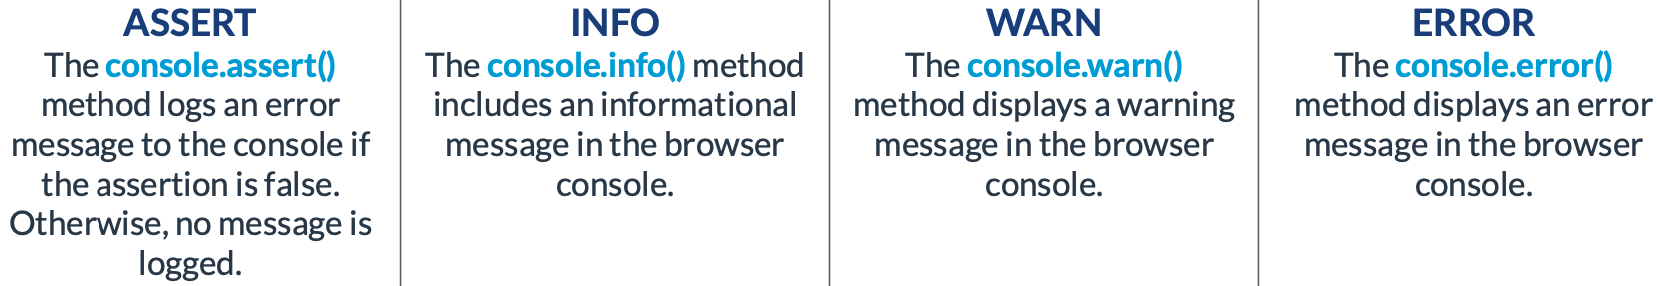 ASSERT
The console.assert()
method logs an error
message to the console if
the assertion is false.
Otherwise, no message is
logged.
INFO
The console.info() method
includes an informational
message in the browser
console.
WARN
The console.warn()
method displays a warning
message in the browser
console.
ERROR
The console.error()
method displays an error
message in the browser
console.